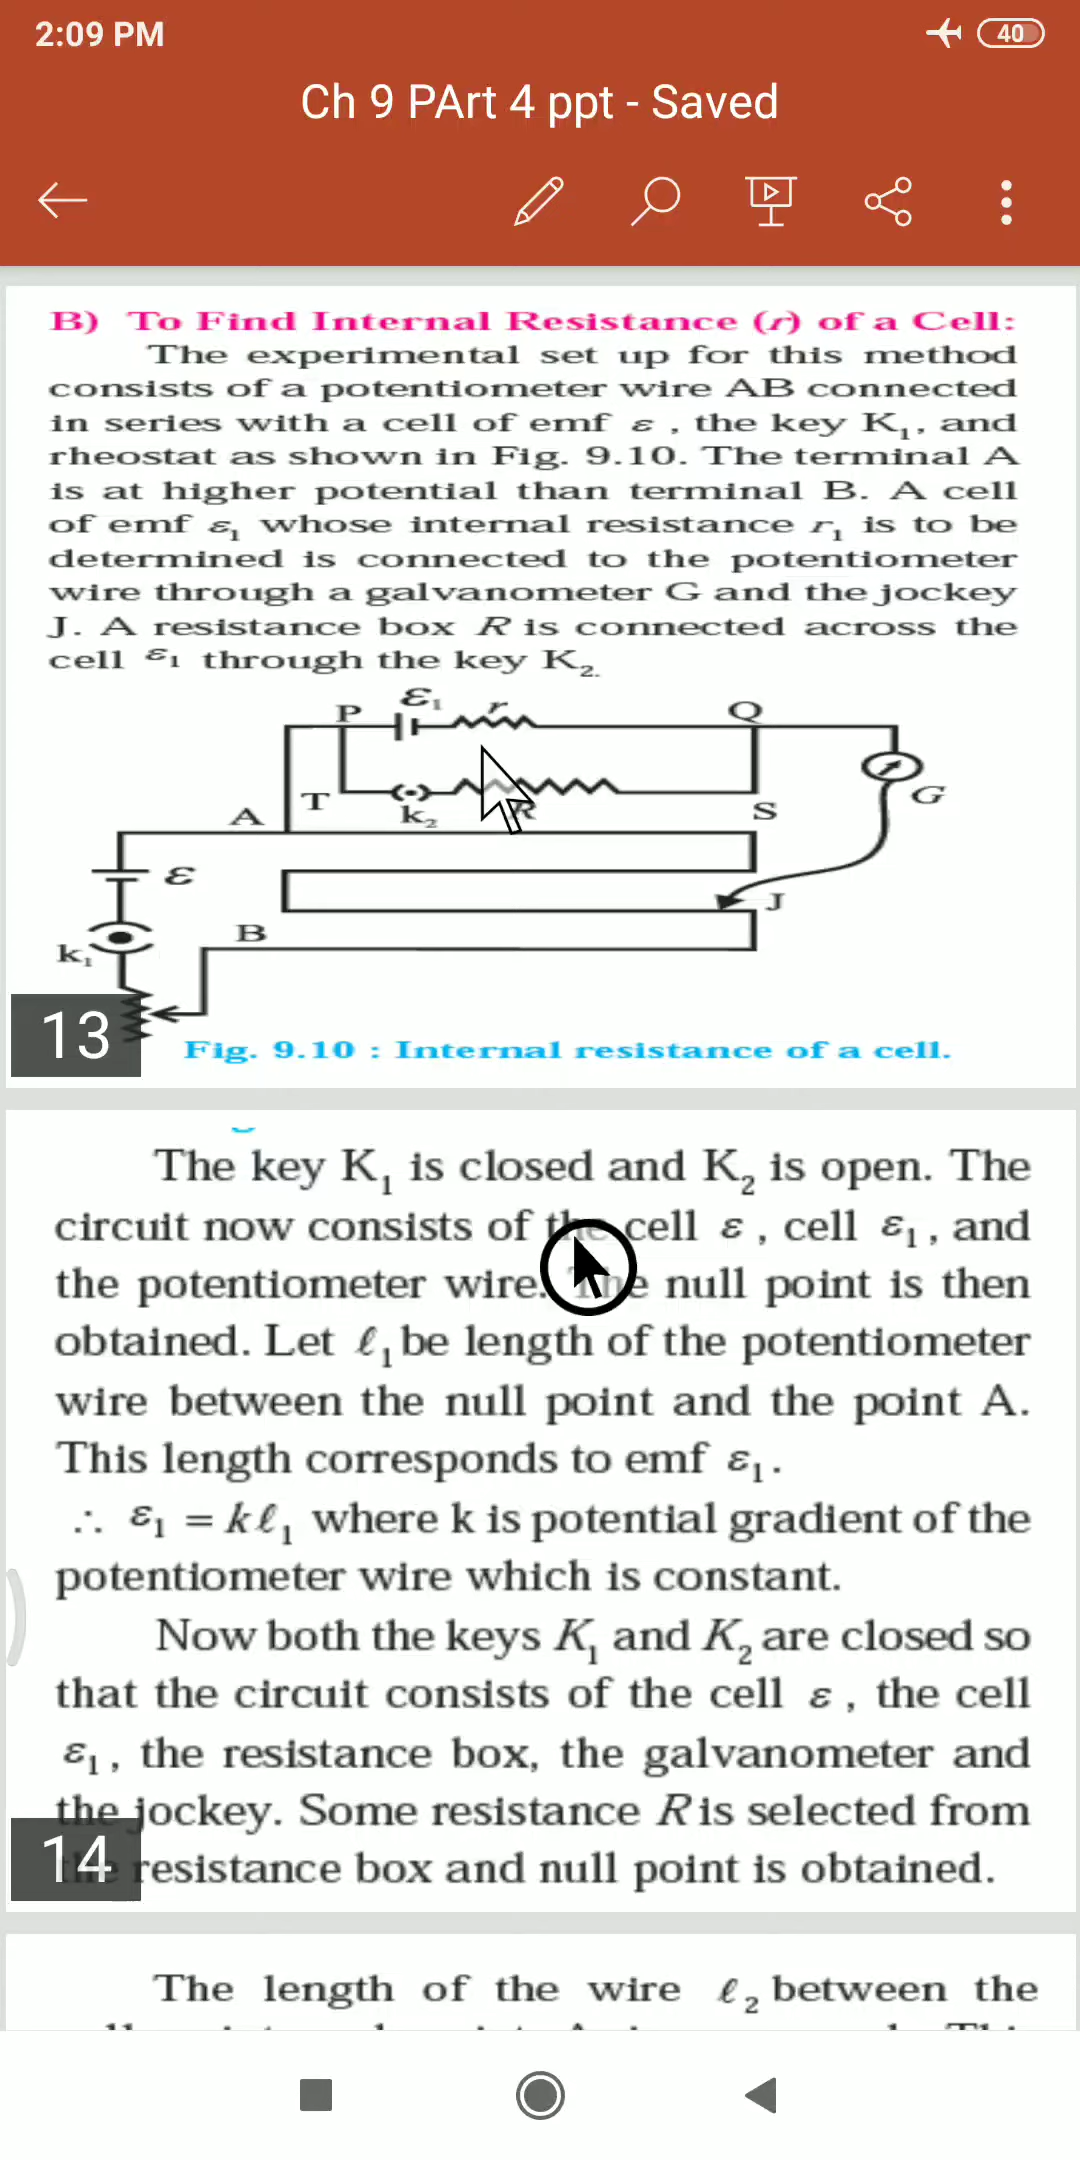 2:09 PM
40
Ch 9 PArt 4 ppt - Saved
B) To Find Internal Resistance (r) of a Cell:
The experimental set up for this method
consists of a potentiometer wire AB connected
in series with a cell of emf ε , the key K₁, and
rheostat as shown in Fig. 9.10. The terminal A
is at higher potential than terminal B. A cell
of emf ε₁ whose internal resistance r₁ is to be
determined is connected to the potentiometer
wire through a galvanometer G and the jockey
J. A resistance box R is connected across the
cell ε₁ through the key K₂.
P ε₁ r Q
T k₂ R S G
A
ε
J
B
k₁
13
Fig. 9.10 : Internal resistance of a cell.
The key K₁ is closed and K₂ is open. The
circuit now consists of the cell ε , cell ε₁ , and
the potentiometer wire. The null point is then
obtained. Let ℓ₁ be length of the potentiometer
wire between the null point and the point A.
This length corresponds to emf ε₁ .
∴ ε₁ = kℓ₁ where k is potential gradient of the
potentiometer wire which is constant.
Now both the keys K₁ and K₂ are closed so
that the circuit consists of the cell ε , the cell
ε₁ , the resistance box, the galvanometer and
the jockey. Some resistance R is selected from
14 the resistance box and null point is obtained.
The length of the wire ℓ₂ between the